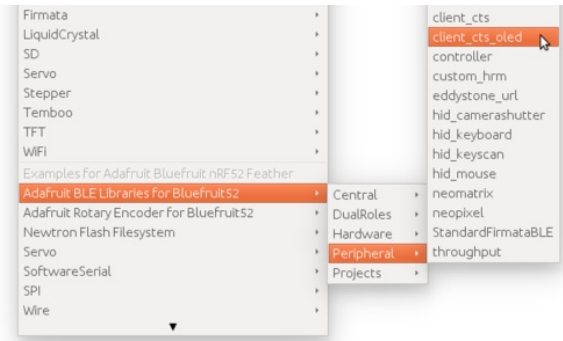 Firmata
LiquidCrystal
SD
Servo
Stepper
Temboo
TFT
WiFi
Examples for Adafruit Bluefruit nRF52 Feather
Adafruit BLE Libraries for Bluefruit52
Adafruit Rotary Encoder for Bluefruit52
Newtron Flash Filesystem
Servo
SoftwareSerial
SPI
Wire
Central
DualRoles
Hardware
Peripheral
Projects
client_cts
client_cts_oled
controller
custom_hrm
eddystone_url
hid_camerashutter
hid_keyboard
hid_keyscan
hid_mouse
neomatrix
neopixel
StandardFirmataBLE
throughput